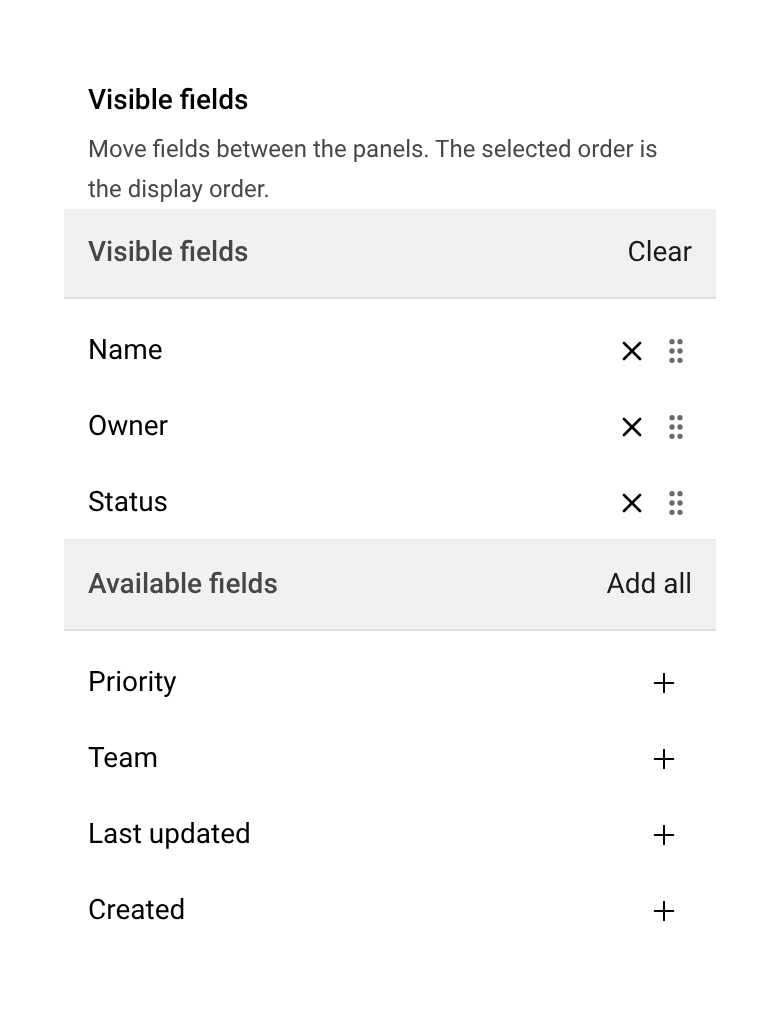 Visible fields
Move fields between the panels. The selected order is
the display order.
Visible fields Clear
Name
Owner
Status
Available fields Add all
Priority
Team
Last updated
Created